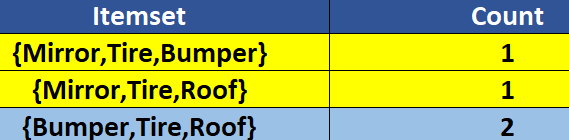 Itemset Count
{Mirror,Tire,Bumper} 1
{Mirror,Tire,Roof} 1
{Bumper,Tire,Roof} 2